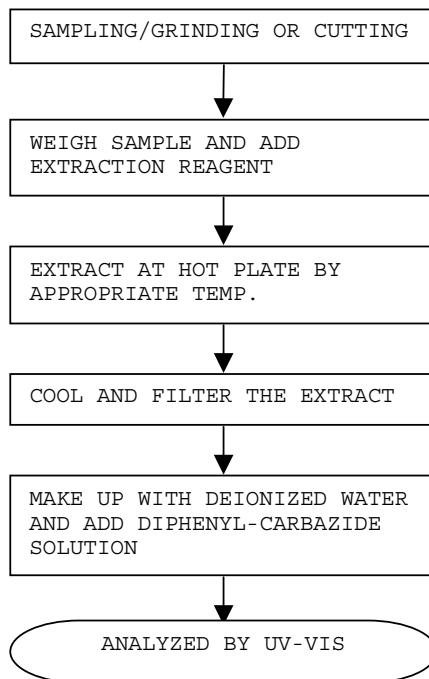 SAMPLING/GRINDING OR CUTTING
WEIGH SAMPLE AND ADD
EXTRACTION REAGENT
EXTRACT AT HOT PLATE BY
APPROPRIATE TEMP.
COOL AND FILTER THE EXTRACT
MAKE UP WITH DEIONIZED WATER
AND ADD DIPHENYL-CARBAZIDE
SOLUTION
ANALYZED BY UV-VIS